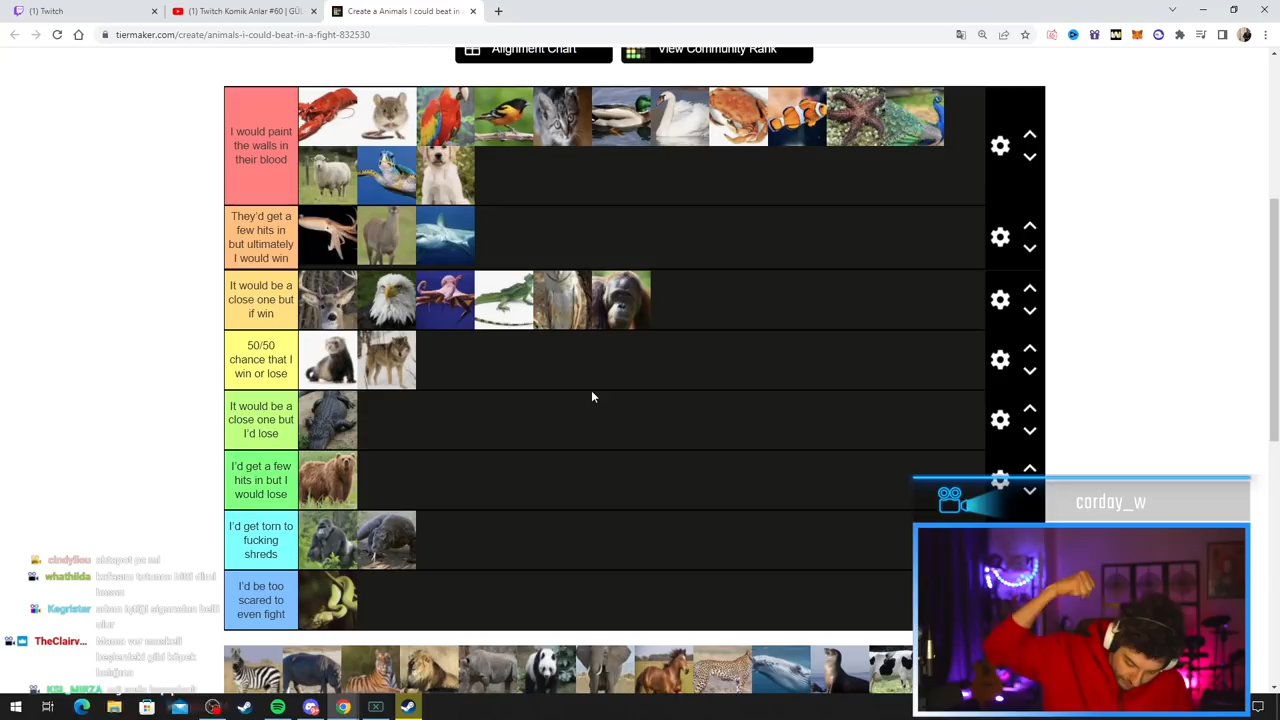 (1) Twitch
(1) Twitch Komik Anlar #60 | GÜ
Create a Animals I could beat in
tiermaker.com/create/animals-i-could-beat-in-a-fight-832530
Alignment Chart
View Community Rank
I would paint
the walls in
their blood
They'd get a
few hits in
but ultimately
I would win
It would be a
close one but
if win
50/50
chance that I
win or lose
It would be a
close one but
I'd lose
I'd get a few
hits in but I
would lose
I'd get torn to
fucking
shreds
I'd be too
scared to
even fight
corday_w
cindyliou ahtapot
whathilda
Kegrister
TheClairv...
KSI_MIRZA